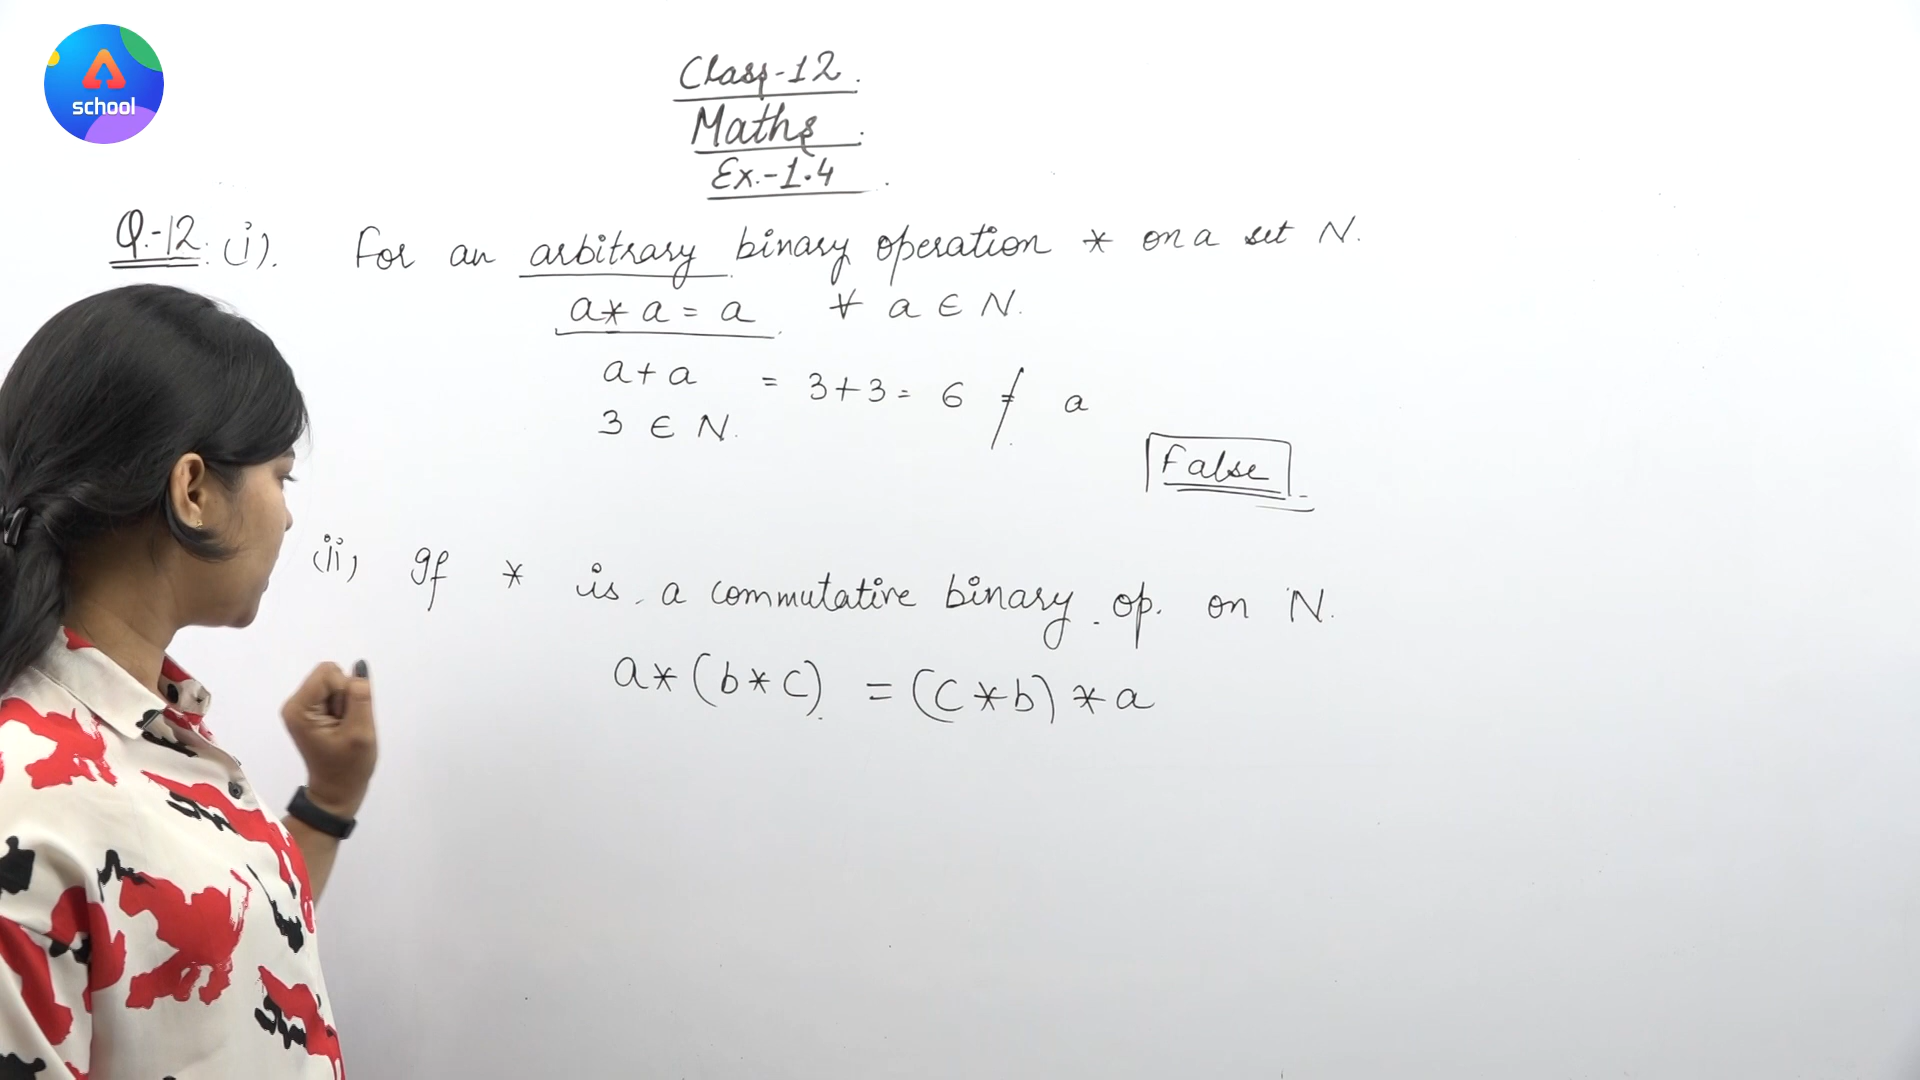 school
Class-12.
Maths.
Ex.-1.4
Q.-12. (i). For an arbitrary binary operation * on a set N.
a * a = a ∀ a ∈ N.
a + a = 3 + 3 = 6 ≠ a
3 ∈ N.
False
(ii) If * is a commutative binary op. on N.
a * (b * c) = (c * b) * a